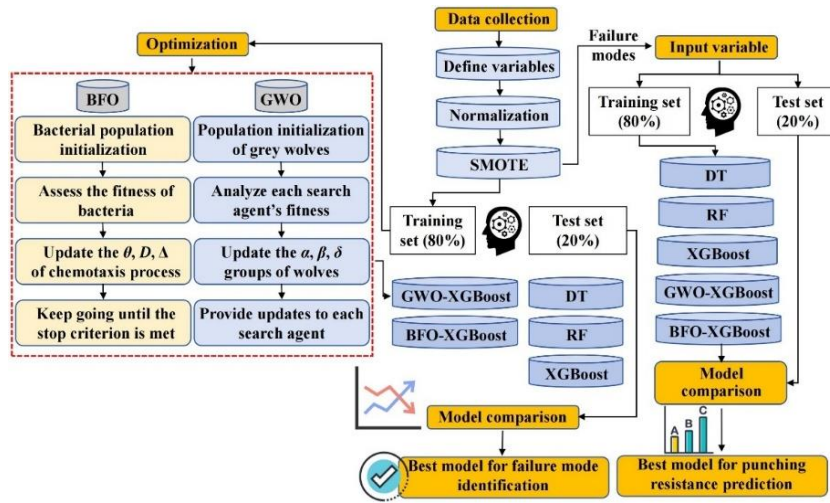 Data collection
Optimization
Failure
modes
Input variable
Define variables
BFO
GWO
Training set
(80%)
Test set
(20%)
Normalization
Bacterial population
initialization
Population initialization
of grey wolves
SMOTE
DT
Assess the fitness of
bacteria
Analyze each search
agent's fitness
Training
set (80%)
Test set
(20%)
RF
Update the θ, D, Δ
of chemotaxis process
Update the α, β, δ
groups of wolves
XGBoost
GWO-XGBoost
DT
GWO-XGBoost
Keep going until the
stop criterion is met
Provide updates to each
search agent
BFO-XGBoost
RF
BFO-XGBoost
XGBoost
Model
comparison
Model comparison
A
B
C
Best model for failure mode
identification
Best model for punching
resistance prediction